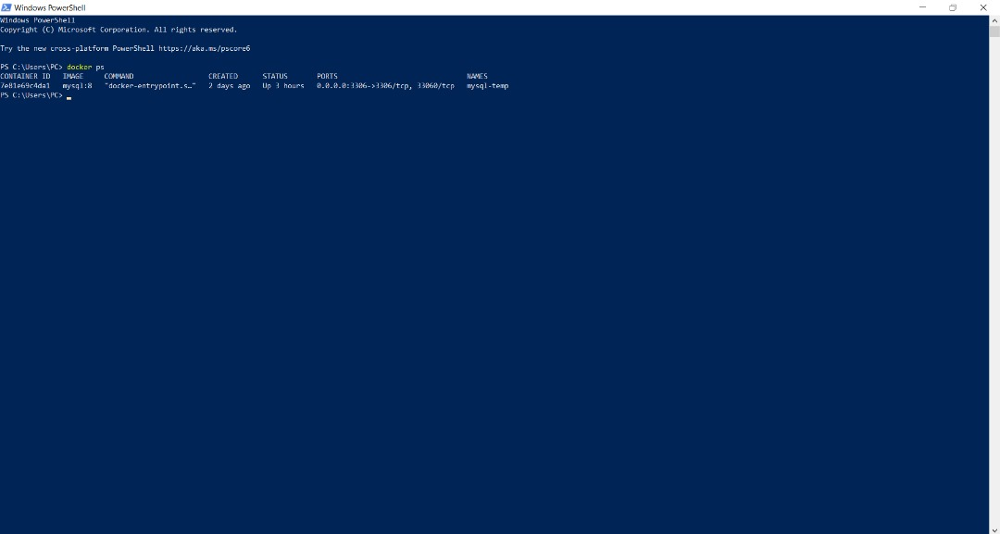 Windows PowerShell
Windows PowerShell
Copyright (C) Microsoft Corporation. All rights reserved.
Try the new cross-platform PowerShell https://aka.ms/pscore6
PS C:\Users\PC> docker ps
CONTAINER ID   IMAGE     COMMAND                  CREATED      STATUS       PORTS                               NAMES
7e81e69c4da1   mysql:8   "docker-entrypoint.s…"   2 days ago   Up 3 hours   0.0.0.0:3306->3306/tcp, 33060/tcp   mysql-temp
PS C:\Users\PC>